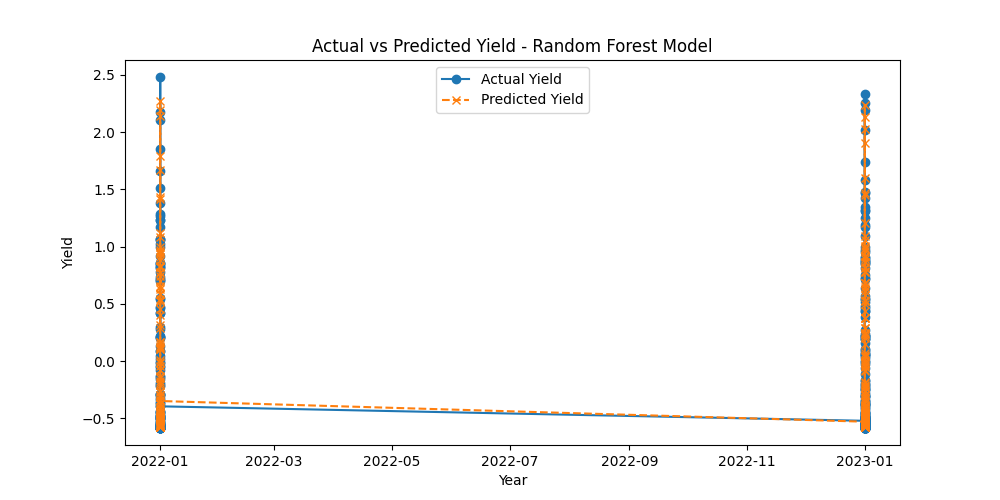 Actual vs Predicted Yield - Random Forest Model
Actual Yield
Predicted Yield
Yield
2.5
2.0
1.5
1.0
0.5
0.0
−0.5
2022-01
2022-03
2022-05
2022-07
2022-09
2022-11
2023-01
Year